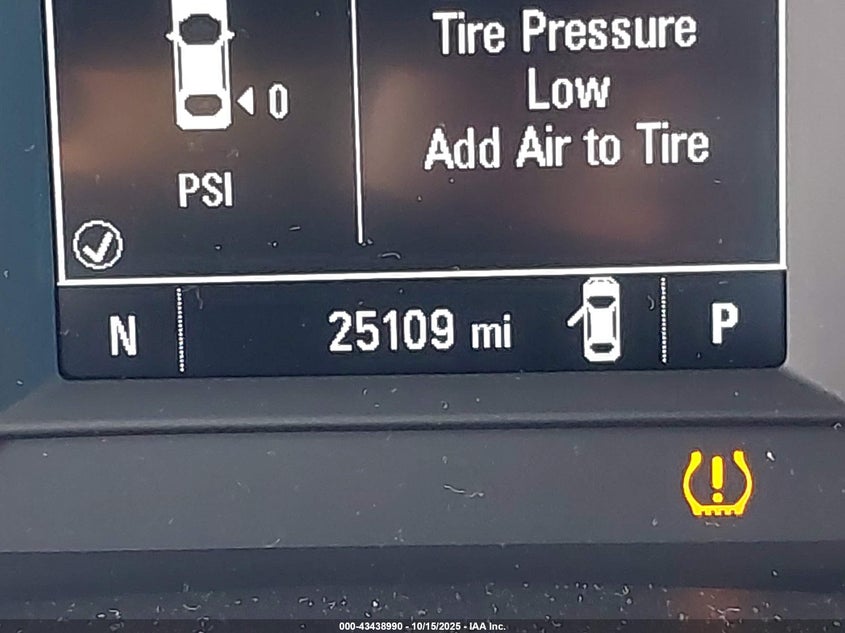 Tire Pressure
Low
Add Air to Tire
0
PSI
N
25109 mi
P
000-43438990 - 10/15/2025 - IAA Inc.